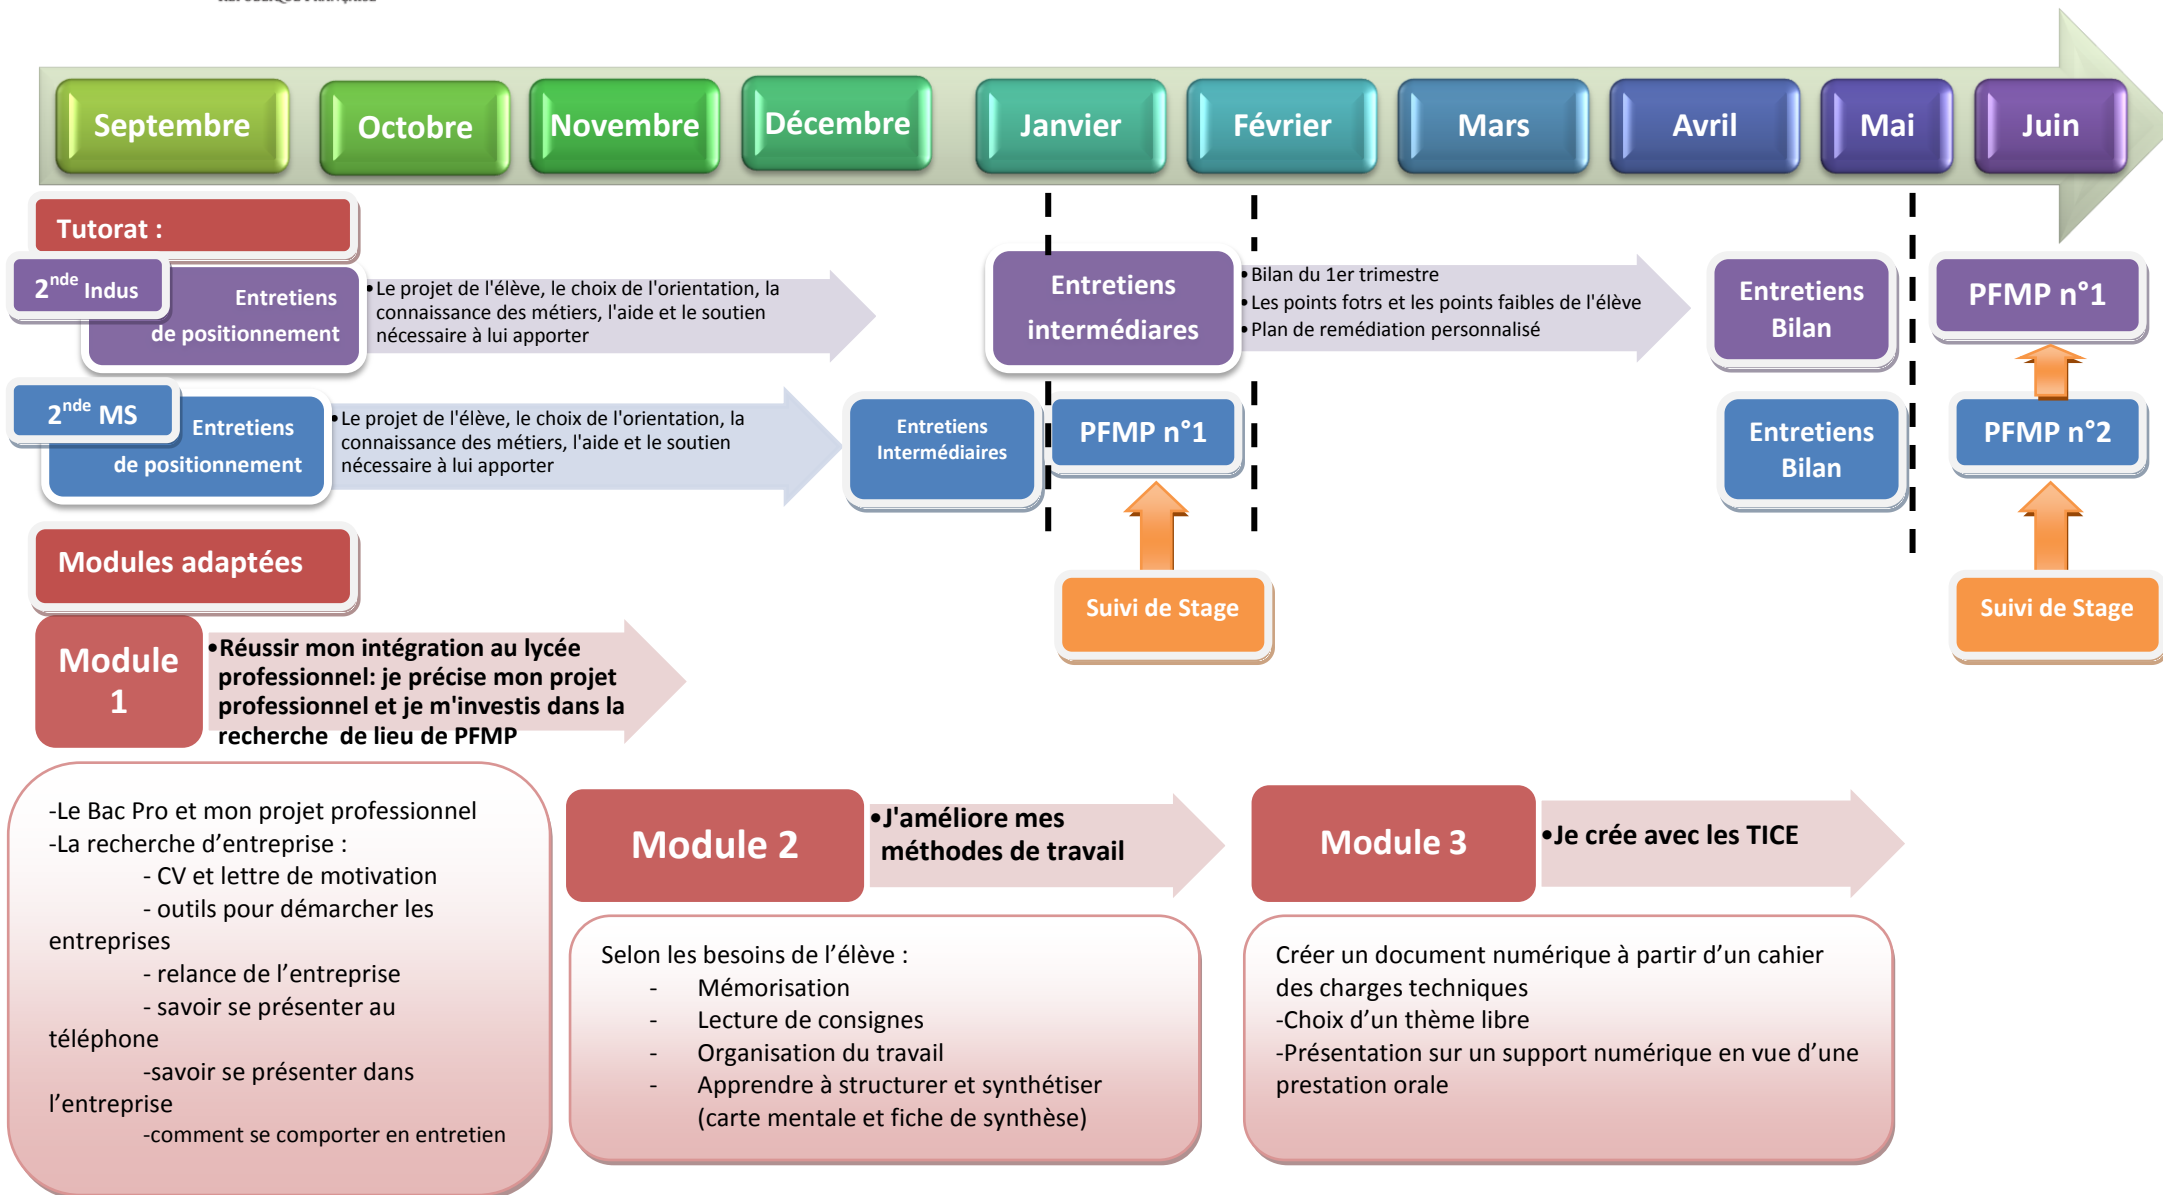 RÉPUBLIQUE FRANÇAISE
Septembre
Octobre
Novembre
Décembre
Janvier
Février
Mars
Avril
Mai
Juin
Tutorat :
2nde Indus
Entretiens
de positionnement
•Le projet de l'élève, le choix de l'orientation, la
connaissance des métiers, l'aide et le soutien
nécessaire à lui apporter
Entretiens
intermédiares
•Bilan du 1er trimestre
•Les points fotrs et les points faibles de l'élève
•Plan de remédiation personnalisé
Entretiens
Bilan
PFMP n°1
2nde MS
Entretiens
de positionnement
•Le projet de l'élève, le choix de l'orientation, la
connaissance des métiers, l'aide et le soutien
nécessaire à lui apporter
Entretiens
Intermédiaires
PFMP n°1
Entretiens
Bilan
PFMP n°2
Modules adaptées
Suivi de Stage
Suivi de Stage
Module
1
•Réussir mon intégration au lycée
professionnel: je précise mon projet
professionnel et je m'investis dans la
recherche de lieu de PFMP
-Le Bac Pro et mon projet professionnel
-La recherche d’entreprise :
- CV et lettre de motivation
- outils pour démarcher les
entreprises
- relance de l’entreprise
- savoir se présenter au
téléphone
-savoir se présenter dans
l’entreprise
-comment se comporter en entretien
Module 2
•J'améliore mes
méthodes de travail
Selon les besoins de l’élève :
- Mémorisation
- Lecture de consignes
- Organisation du travail
- Apprendre à structurer et synthétiser
(carte mentale et fiche de synthèse)
Module 3
•Je crée avec les TICE
Créer un document numérique à partir d’un cahier
des charges techniques
-Choix d’un thème libre
-Présentation sur un support numérique en vue d’une
prestation orale